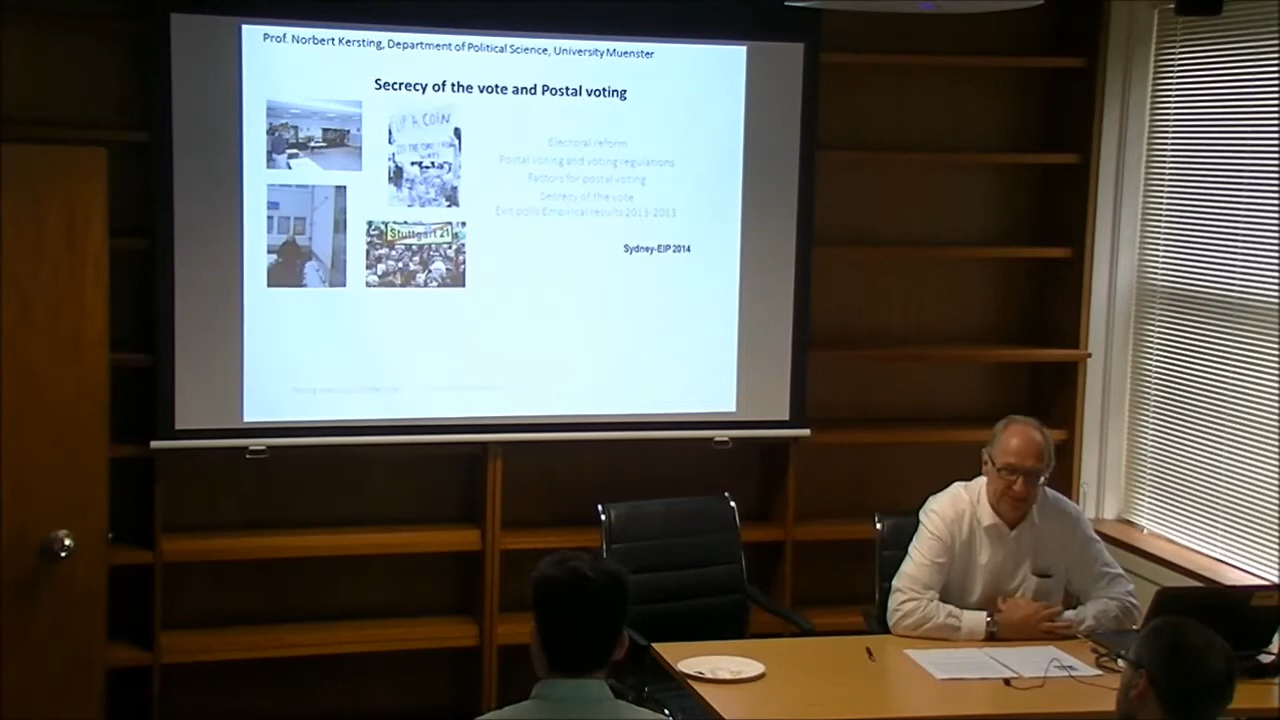 Prof. Norbert Kersting, Department of Political Science, University Muenster
Secrecy of the vote and Postal voting
UP A COIN
Stuttgart 21
Electoral reform
Postal voting and voting regulations
Factors for postal voting
Secrecy of the vote
Exit polls Empirical results 2013-2013
Sydney-EIP 2014